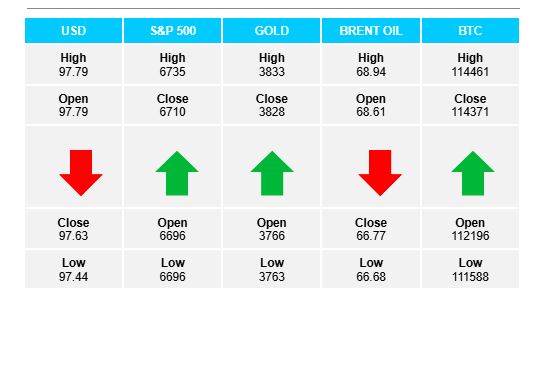 USD S&P 500 GOLD BRENT OIL BTC
High High High High High
97.79 6735 3833 68.94 114461
Open Close Close Open Close
97.79 6710 3828 68.61 114371
Close Open Open Close Open
97.63 6696 3766 66.77 112196
Low Low Low Low Low
97.44 6696 3763 66.68 111588